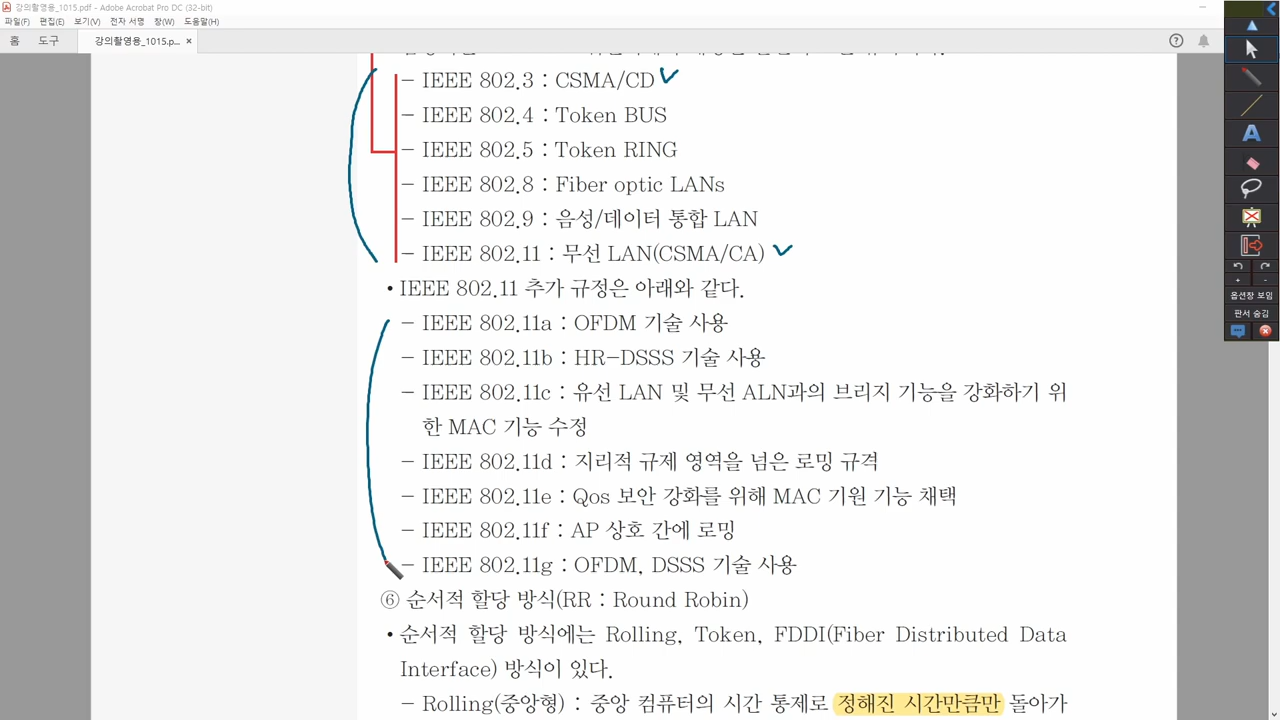 강의촬영용_1015.pdf - Adobe Acrobat Pro DC (32-bit)
파일(F) 편집(E) 보기(V) 전자 서명 창(W) 도움말(H)
홈 도구 강의촬영용_1015.p... ×
– IEEE 802.3 : CSMA/CD
– IEEE 802.4 : Token BUS
– IEEE 802.5 : Token RING
– IEEE 802.8 : Fiber optic LANs
– IEEE 802.9 : 음성/데이터 통합 LAN
– IEEE 802.11 : 무선 LAN(CSMA/CA)
• IEEE 802.11 추가 규정은 아래와 같다.
– IEEE 802.11a : OFDM 기술 사용
– IEEE 802.11b : HR-DSSS 기술 사용
– IEEE 802.11c : 유선 LAN 및 무선 ALN과의 브리지 기능을 강화하기 위
한 MAC 기능 수정
– IEEE 802.11d : 지리적 규제 영역을 넘은 로밍 규격
– IEEE 802.11e : Qos 보안 강화를 위해 MAC 기원 기능 채택
– IEEE 802.11f : AP 상호 간에 로밍
– IEEE 802.11g : OFDM, DSSS 기술 사용
⑥ 순서적 할당 방식(RR : Round Robin)
• 순서적 할당 방식에는 Rolling, Token, FDDI(Fiber Distributed Data
Interface) 방식이 있다.
– Rolling(중앙형) : 중앙 컴퓨터의 시간 통제로 정해진 시간만큼만 돌아가
A
옵션장 보임
판서 숨김